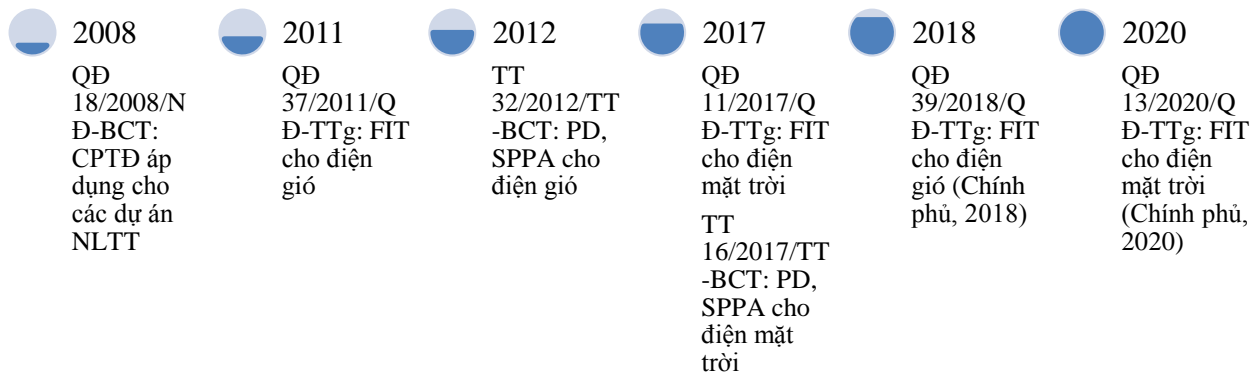 2008
QĐ
18/2008/N
Đ-BCT:
CPTĐ áp
dụng cho
các dự án
NLTT
2011
QĐ
37/2011/Q
Đ-TTg: FIT
cho điện
gió
2012
TT
32/2012/TT
-BCT: PD,
SPPA cho
điện gió
2017
QĐ
11/2017/Q
Đ-TTg: FIT
cho điện
mặt trời
TT
16/2017/TT
-BCT: PD,
SPPA cho
điện mặt
trời
2018
QĐ
39/2018/Q
Đ-TTg: FIT
cho điện
gió (Chính
phủ, 2018)
2020
QĐ
13/2020/Q
Đ-TTg: FIT
cho điện
mặt trời
(Chính phủ,
2020)